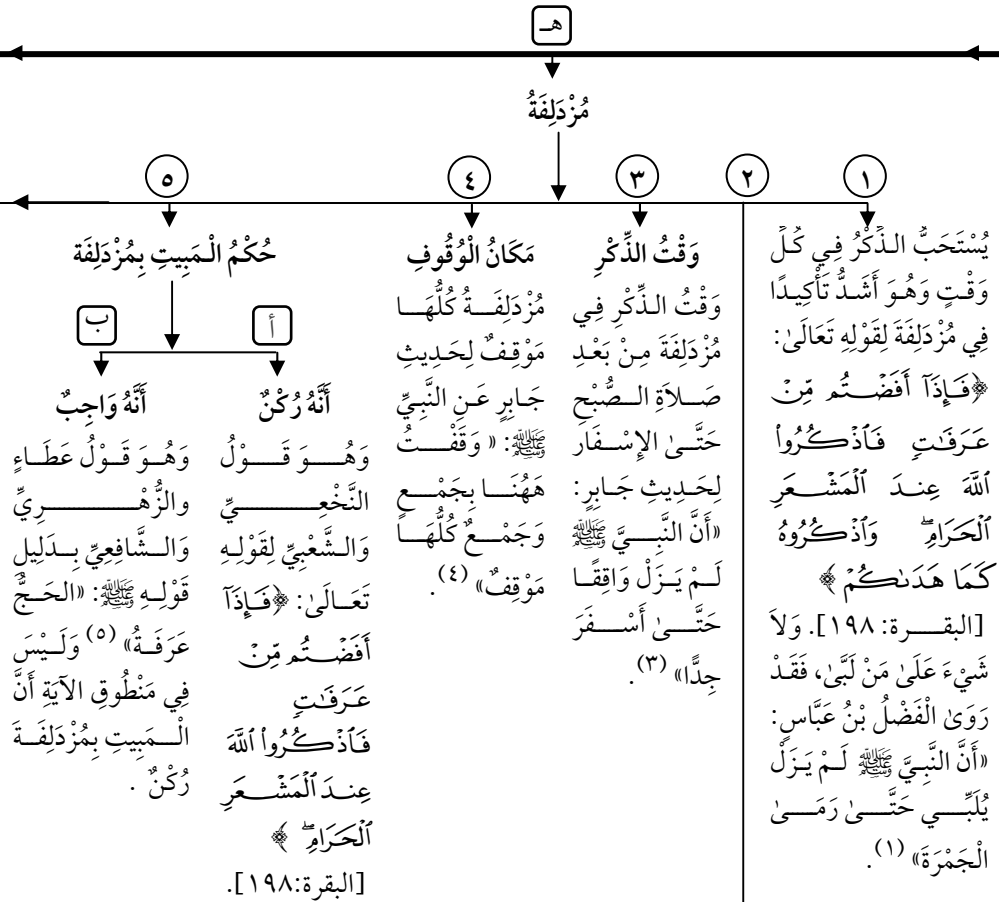 هـ
مُزْدَلِفَةُ
١
٢
٣
٤
٥
يُسْتَحَبُّ الذِّكْرُ فِي كُلِّ
وَقْتٍ وَهُوَ أَشَدُّ تَأْكِيدًا
فِي مُزْدَلِفَةَ لِقَوْلِهِ تَعَالَىٰ:
﴿فَإِذَآ أَفَضْتُم مِّنْ
عَرَفَٰتٍ فَٱذْكُرُوا۟
ٱللَّهَ عِندَ ٱلْمَشْعَرِ
ٱلْحَرَامِ ۖ وَٱذْكُرُوهُ
كَمَا هَدَىٰكُمْ ﴾
[البقرة: ١٩٨]. وَلاَ
شَيْءَ عَلَىٰ مَنْ لَبَّىٰ، فَقَدْ
رَوَىٰ الْفَضْلُ بْنُ عَبَّاسٍ:
«أَنَّ النَّبِيَّ ﷺ لَمْ يَزَلْ
يُلَبِّي حَتَّىٰ رَمَىٰ
الْجَمْرَةَ» (١).
وَقْتُ الذِّكْرِ
وَقْتُ الذِّكْرِ فِي
مُزْدَلِفَةَ مِنْ بَعْدِ
صَلاَةِ الصُّبْحِ
حَتَّىٰ الإِسْفَار
لِحَدِيثِ جَابِرٍ:
«أَنَّ النَّبِيَّ ﷺ
لَمْ يَزَلْ وَاقِفًا
حَتَّىٰ أَسْفَرَ
جِدًّا» (٣).
مَكَانُ الْوُقُوفِ
مُزْدَلِفَةُ كُلُّهَا
مَوْقِفٌ لِحَدِيثِ
جَابِرٍ عَنِ النَّبِيِّ
ﷺ: « وَقَفْتُ
هَهُنَا بِجَمْعٍ
وَجَمْعٌ كُلُّهَا
مَوْقِفٌ» (٤) .
حُكْمُ الْمَبِيتِ بِمُزْدَلِفَة
أ
ب
أَنَّهُ رُكْنٌ
وَهُوَ قَوْلُ
النَّخْعِيِّ
وَالشَّعْبِيِّ لِقَوْلِهِ
تَعَالَىٰ: ﴿فَإِذَآ
أَفَضْتُم مِّنْ
عَرَفَٰتٍ
فَٱذْكُرُوا۟ ٱللَّهَ
عِندَ ٱلْمَشْعَرِ
ٱلْحَرَامِ ۖ ﴾
[البقرة:١٩٨].
أَنَّهُ وَاجِبٌ
وَهُوَ قَوْلُ عَطَاءٍ
والزُّهْرِيِّ
وَالشَّافِعِيِّ بِدَلِيلِ
قَوْلِهِ ﷺ: «الحَجُّ
عَرَفَةُ» (٥) وَلَيْسَ
فِي مَنْطُوقِ الآيَةِ أَنَّ
الْمَبِيتِ بِمُزْدَلِفَةَ
رُكْنٌ .